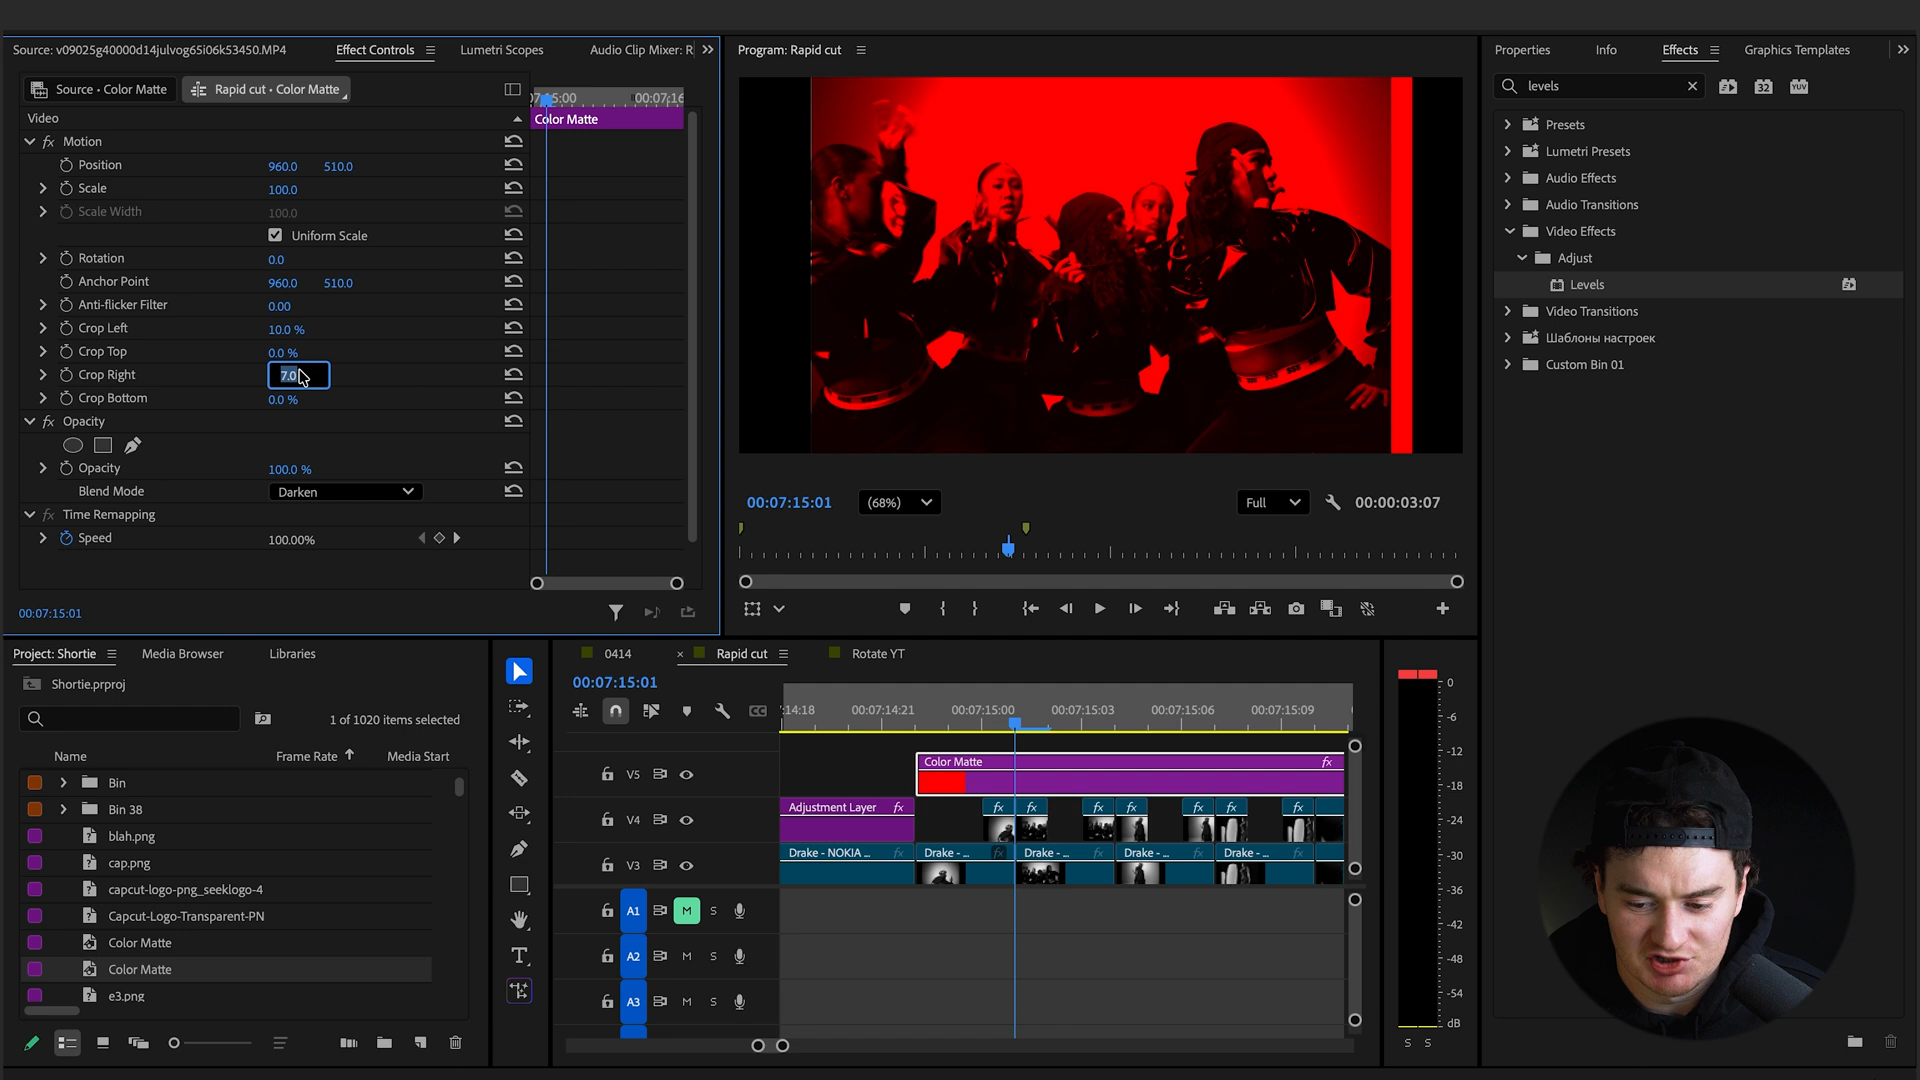 Source: v09025g40000d14julvog65i06k53450.MP4
Effect Controls
Lumetri Scopes
Audio Clip Mixer: R
Source • Color Matte
Rapid cut • Color Matte
07:15:00
00:07:16
Video
Color Matte
Motion
Position 960.0 510.0
Scale 100.0
Scale Width 100.0
Uniform Scale
Rotation 0.0
Anchor Point 960.0 510.0
Anti-flicker Filter 0.00
Crop Left 10.0 %
Crop Top 0.0 %
Crop Right 7.0
Crop Bottom 0.0 %
fx Opacity
Opacity 100.0 %
Blend Mode Darken
fx Time Remapping
Speed 100.00%
00:07:15:01
Program: Rapid cut
00:07:15:01
(68%)
Full
00:00:03:07
Properties
Info
Effects
Graphics Templates
levels
32
YUV
Presets
Lumetri Presets
Audio Effects
Audio Transitions
Video Effects
Adjust
Levels
Video Transitions
Шаблоны настроек
Custom Bin 01
Project: Shortie
Media Browser
Libraries
Shortie.prproj
1 of 1020 items selected
Name
Frame Rate
Media Start
Bin
Bin 38
blah.png
cap.png
capcut-logo-png_seeklogo-4
Capcut-Logo-Transparent-PN
Color Matte
Color Matte
e3.png
0414
Rapid cut
Rotate YT
00:07:15:01
:14:18
00:07:14:21
00:07:15:00
00:07:15:03
00:07:15:06
00:07:15:09
V5
Color Matte fx
V4
Adjustment Layer fx
fx fx fx fx fx fx fx
V3
Drake - NOKIA ... fx
Drake - ... fx
Drake - ... fx
Drake - ... fx
Drake - ... fx
A1 M S
A2 M S
A3 M S
0
-6
-12
-18
-24
-30
-36
-42
-48
-54
dB
S S